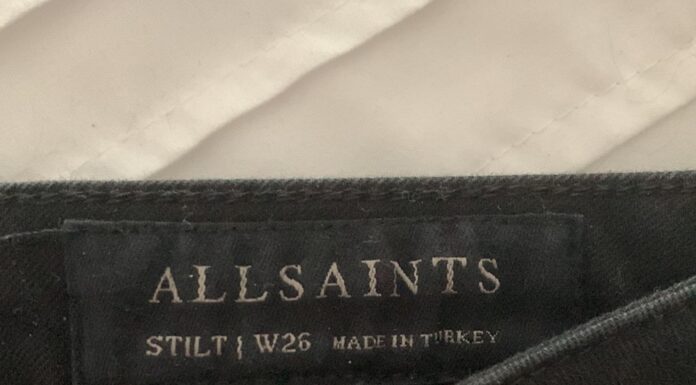 ALLSAINTS
STILT { W26 MADE IN TURKEY